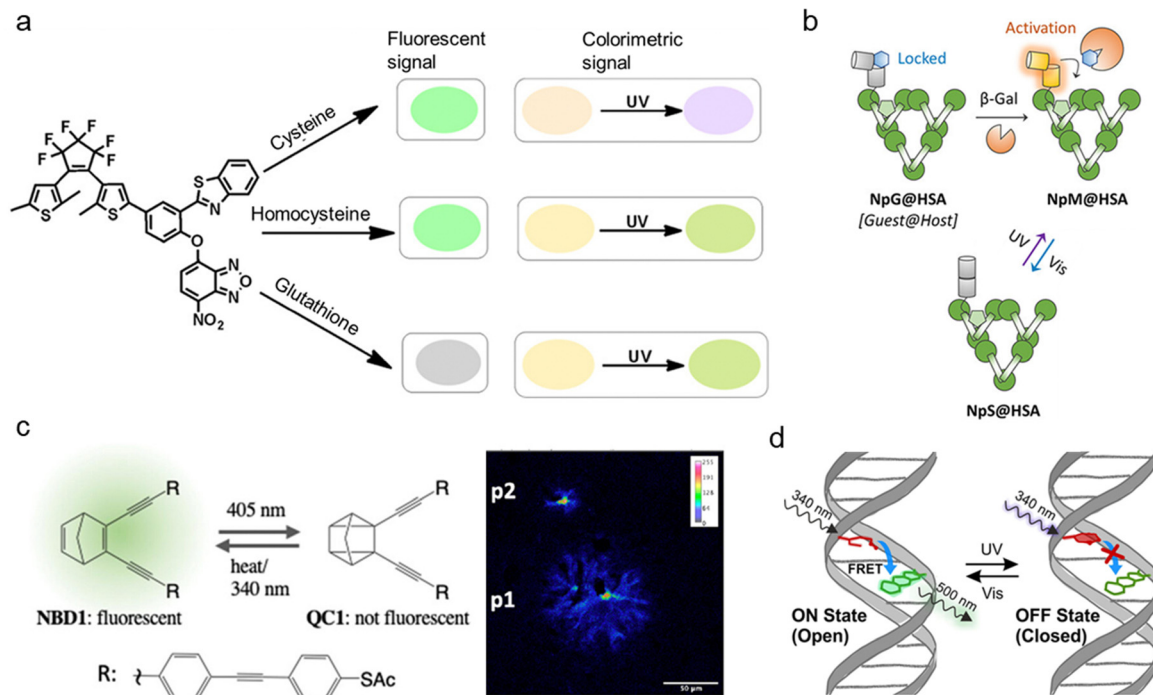 a
Fluorescent
signal
Colorimetric
signal
Cysteine
UV
F F F
F F F
S
S
S
N
O
N
O
N
NO2
Homocysteine
UV
Glutathione
UV
b
Activation
Locked
β-Gal
NpG@HSA
[Guest@Host]
NpM@HSA
UV
Vis
NpS@HSA
c
R
R
405 nm
heat/
340 nm
R
R
NBD1: fluorescent
QC1: not fluorescent
R:
SAc
p2
p1
255
191
128
64
0
50 µm
d
340 nm
FRET
500 nm
ON State
(Open)
UV
Vis
340 nm
OFF State
(Closed)